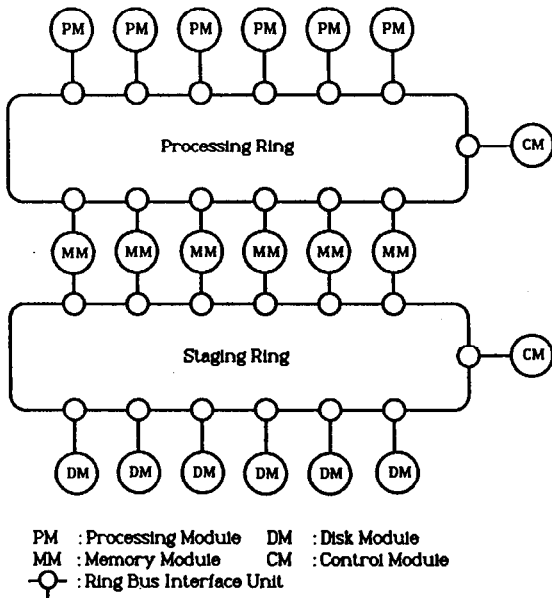 PM PM PM PM PM PM
Processing Ring
CM
MM MM MM MM MM MM
Staging Ring
CM
DM DM DM DM DM DM
PM : Processing Module DM : Disk Module
MM : Memory Module CM : Control Module
: Ring Bus Interface Unit